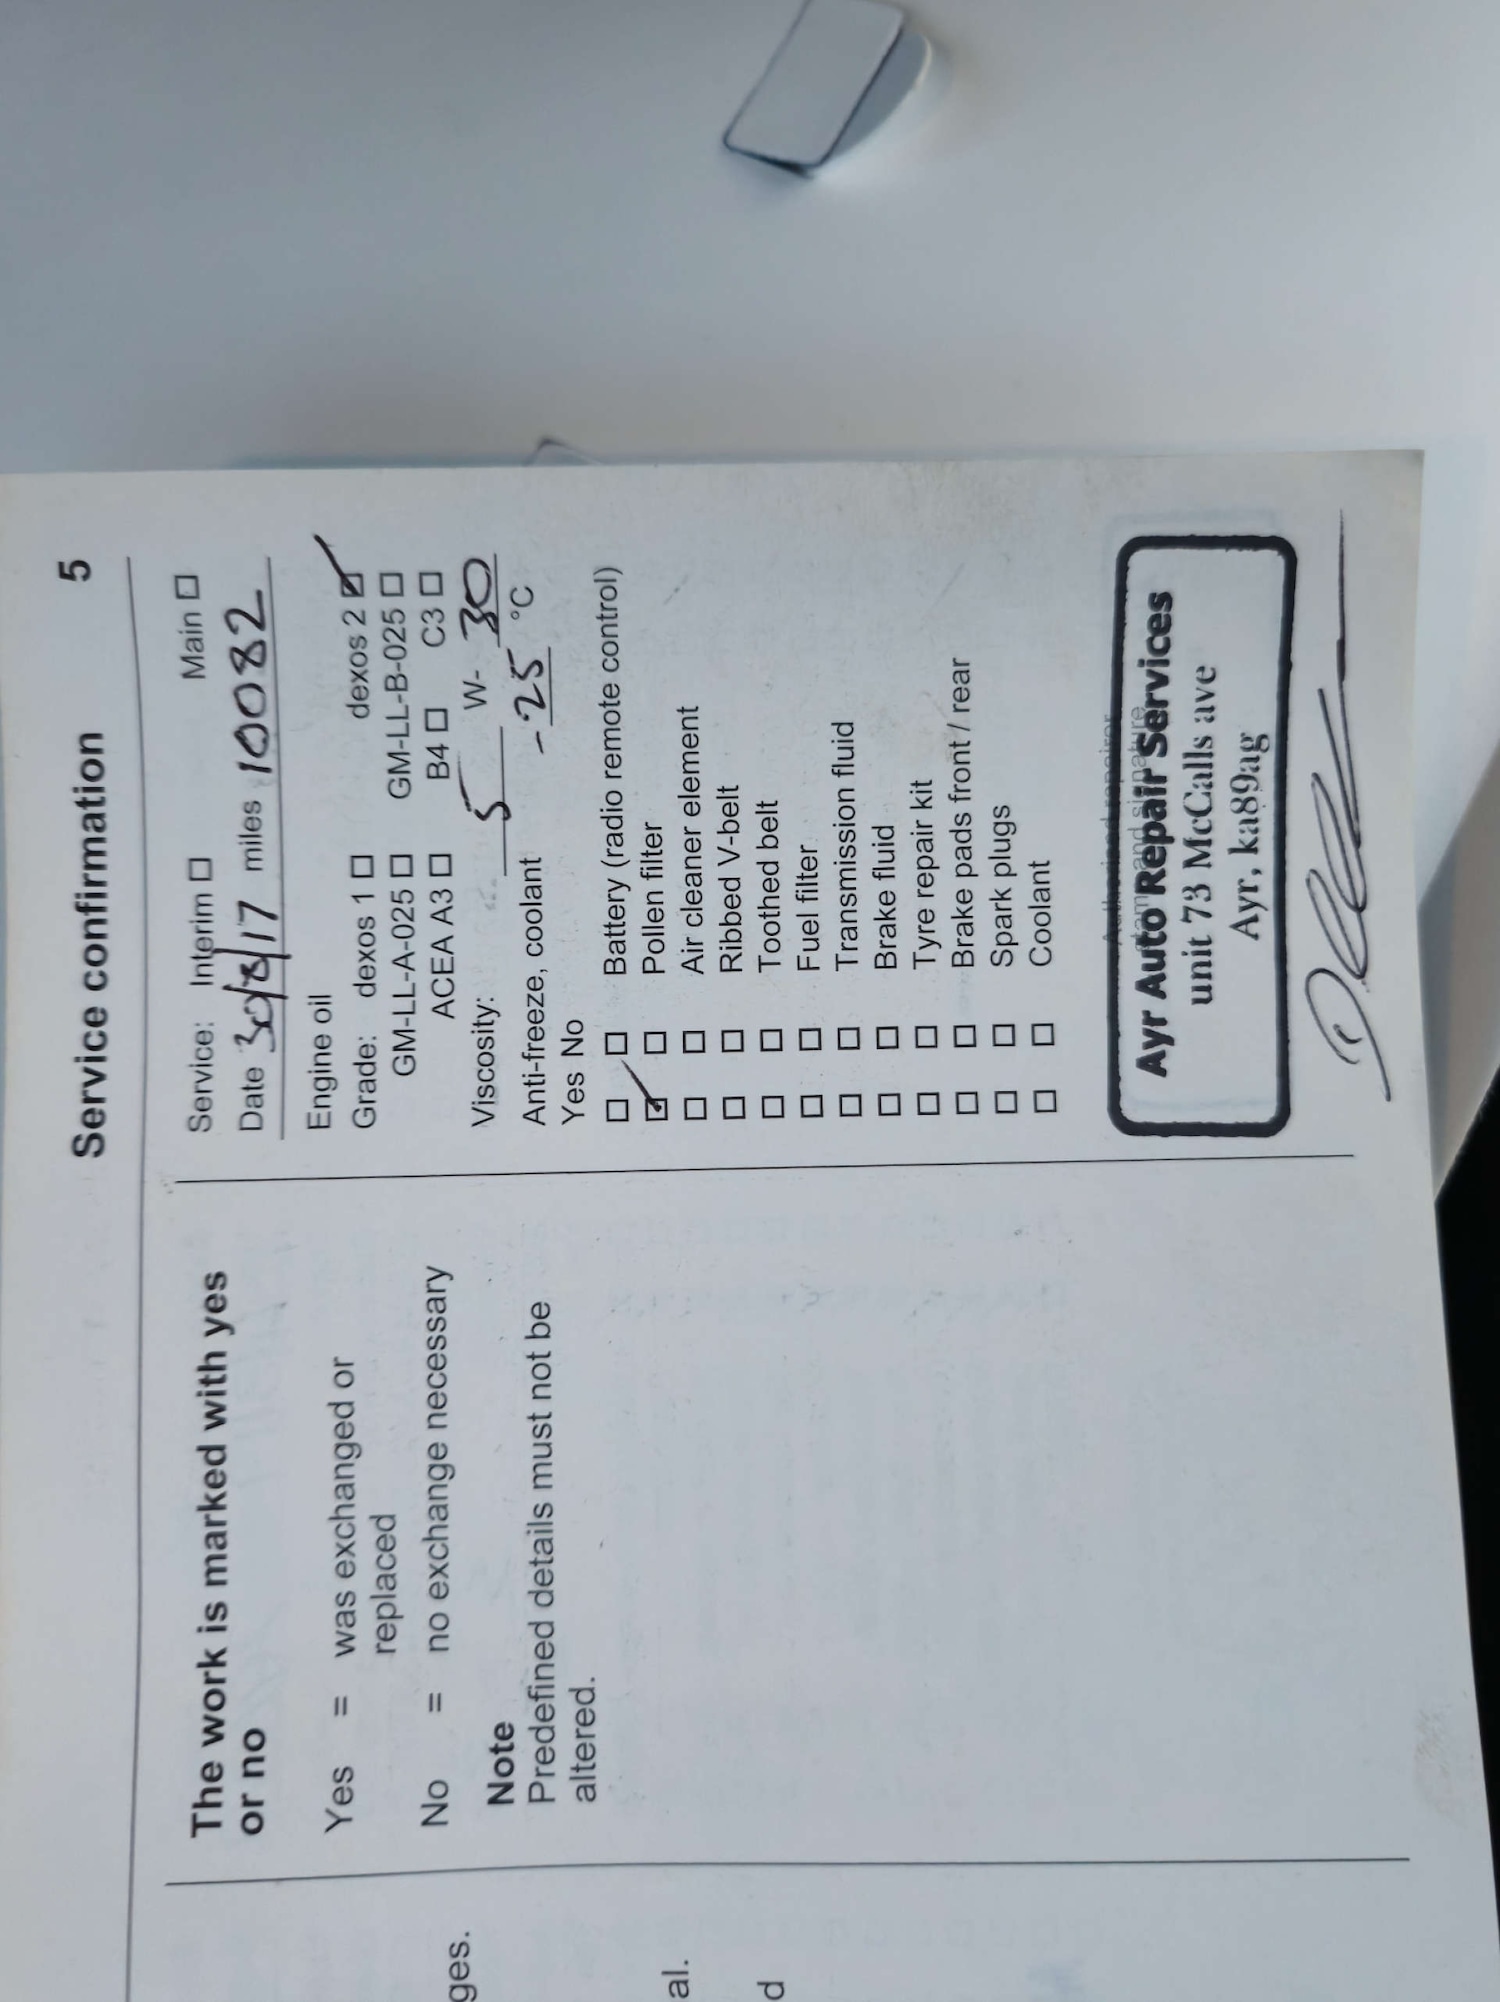 Service confirmation 5
ges.
al.
d
The work is marked with yes
or no
Yes = was exchanged or
replaced
No = no exchange necessary
Note
Predefined details must not be
altered.
Service: Interim ☐ Main ☐
Date 30/8/17 miles 10082
Engine oil
Grade: dexos 1 ☐ dexos 2 ☑
GM-LL-A-025 ☐ GM-LL-B-025 ☐
ACEA A3 ☐ B4 ☐ C3 ☐
Viscosity: 5 W- 30
Anti-freeze, coolant -25 °C
Yes No
☐ ☐ Battery (radio remote control)
☑ ☐ Pollen filter
☐ ☐ Air cleaner element
☐ ☐ Ribbed V-belt
☐ ☐ Toothed belt
☐ ☐ Fuel filter
☐ ☐ Transmission fluid
☐ ☐ Brake fluid
☐ ☐ Tyre repair kit
☐ ☐ Brake pads front / rear
☐ ☐ Spark plugs
☐ ☐ Coolant
Authorised repairer
stamp and signature
Ayr Auto Repair Services
unit 73 McCalls ave
Ayr, ka89ag